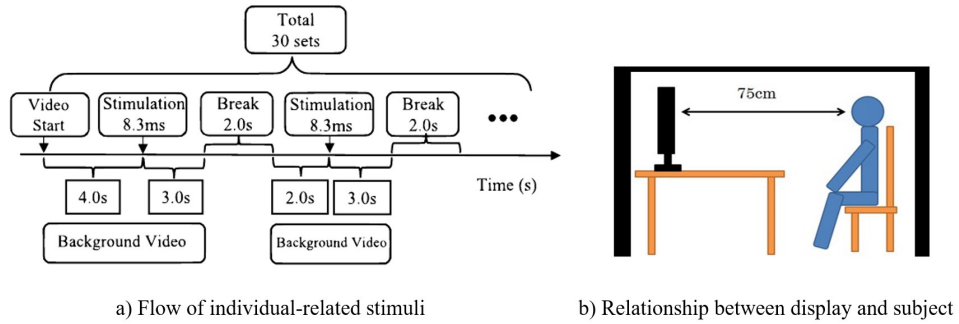 Total
30 sets
Video
Start
Stimulation
8.3ms
Break
2.0s
Stimulation
8.3ms
Break
2.0s
•••
Time (s)
4.0s
3.0s
2.0s
3.0s
Background Video
Background Video
75cm
a) Flow of individual-related stimuli
b) Relationship between display and subject